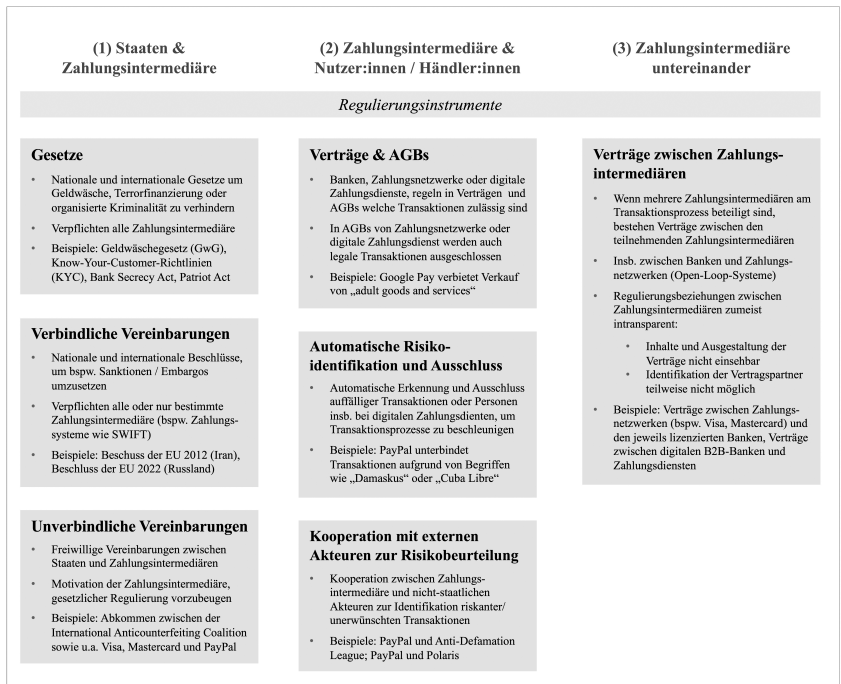 (1) Staaten &
Zahlungsintermediäre
(2) Zahlungsintermediäre &
Nutzer:innen / Händler:innen
(3) Zahlungsintermediäre
untereinander
Regulierungsinstrumente
Gesetze
• Nationale und internationale Gesetze um
Geldwäsche, Terrorfinanzierung oder
organisierte Kriminalität zu verhindern
• Verpflichten alle Zahlungsintermediäre
• Beispiele: Geldwäschegesetz (GwG),
Know-Your-Customer-Richtlinien
(KYC), Bank Secrecy Act, Patriot Act
Verbindliche Vereinbarungen
• Nationale und internationale Beschlüsse,
um bspw. Sanktionen / Embargos
umzusetzen
• Verpflichten alle oder nur bestimmte
Zahlungsintermediäre (bspw. Zahlungs-
systeme wie SWIFT)
• Beispiele: Beschuss der EU 2012 (Iran),
Beschluss der EU 2022 (Russland)
Unverbindliche Vereinbarungen
• Freiwillige Vereinbarungen zwischen
Staaten und Zahlungsintermediären
• Motivation der Zahlungsintermediäre,
gesetzlicher Regulierung vorzubeugen
• Beispiele: Abkommen zwischen der
International Anticounterfeiting Coalition
sowie u.a. Visa, Mastercard und PayPal
Verträge & AGBs
• Banken, Zahlungsnetzwerke oder digitale
Zahlungsdienste, regeln in Verträgen und
AGBs welche Transaktionen zulässig sind
• In AGBs von Zahlungsnetzwerke oder
digitale Zahlungsdienst werden auch
legale Transaktionen ausgeschlossen
• Beispiele: Google Pay verbietet Verkauf
von „adult goods and services“
Automatische Risiko-
identifikation und Ausschluss
• Automatische Erkennung und Ausschluss
auffälliger Transaktionen oder Personen
insb. bei digitalen Zahlungsdienten, um
Transaktionsprozesse zu beschleunigen
• Beispiele: PayPal unterbindet
Transaktionen aufgrund von Begriffen
wie „Damaskus“ oder „Cuba Libre“
Kooperation mit externen
Akteuren zur Risikobeurteilung
• Kooperation zwischen Zahlungs-
intermediäre und nicht-staatlichen
Akteuren zur Identifikation riskanter/
unerwünschten Transaktionen
• Beispiele: PayPal und Anti-Defamation
League; PayPal und Polaris
Verträge zwischen Zahlungs-
intermediären
• Wenn mehrere Zahlungsintermediären am
Transaktionsprozess beteiligt sind,
bestehen Verträge zwischen den
teilnehmenden Zahlungsintermediären
• Insb. zwischen Banken und Zahlungs-
netzwerken (Open-Loop-Systeme)
• Regulierungsbeziehungen zwischen
Zahlungsintermediären zumeist
intransparent:
• Inhalte und Ausgestaltung der
Verträge nicht einsehbar
• Identifikation der Vertragspartner
teilweise nicht möglich
• Beispiele: Verträge zwischen Zahlungs-
netzwerken (bspw. Visa, Mastercard) und
den jeweils lizenzierten Banken, Verträge
zwischen digitalen B2B-Banken und
Zahlungsdiensten